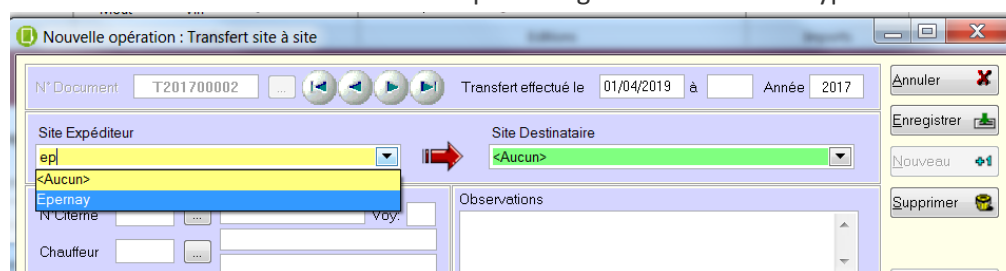 Nouvelle opération : Transfert site à site
N° Document T201700002 ... Transfert effectué le 01/04/2019 à Année 2017
Annuler
Enregistrer
Site Expéditeur Site Destinataire
ep <Aucun>
Nouveau
<Aucun>
Epernay
Observations
Supprimer
N°Citerne ... Voy.
Chauffeur ...